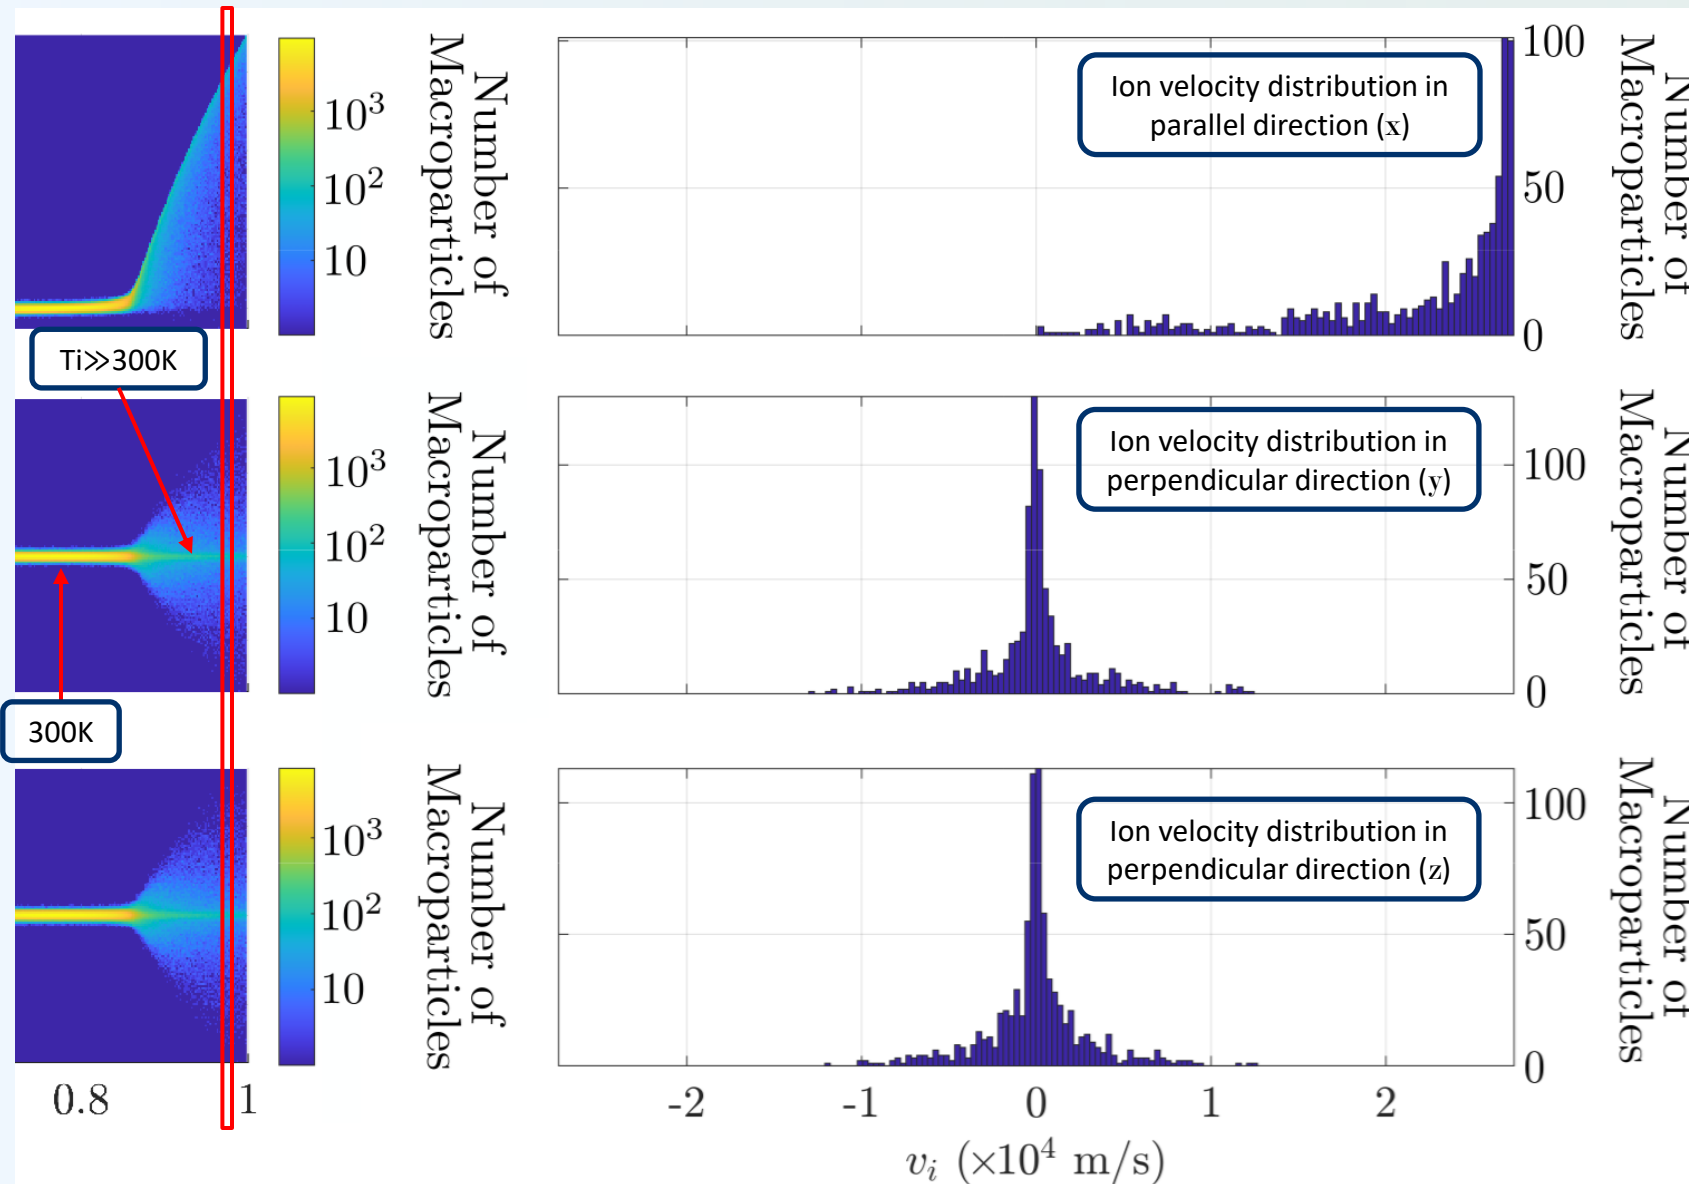 10³
10²
10
Number of
Macroparticles
Ion velocity distribution in
parallel direction (x)
100
50
0
Number of
Macroparticles
Ti≫300K
10³
10²
10
Number of
Macroparticles
Ion velocity distribution in
perpendicular direction (y)
100
50
0
Number of
Macroparticles
300K
10³
10²
10
Number of
Macroparticles
Ion velocity distribution in
perpendicular direction (z)
100
50
0
Number of
Macroparticles
0.8 1
-2 -1 0 1 2
vᵢ (×10⁴ m/s)